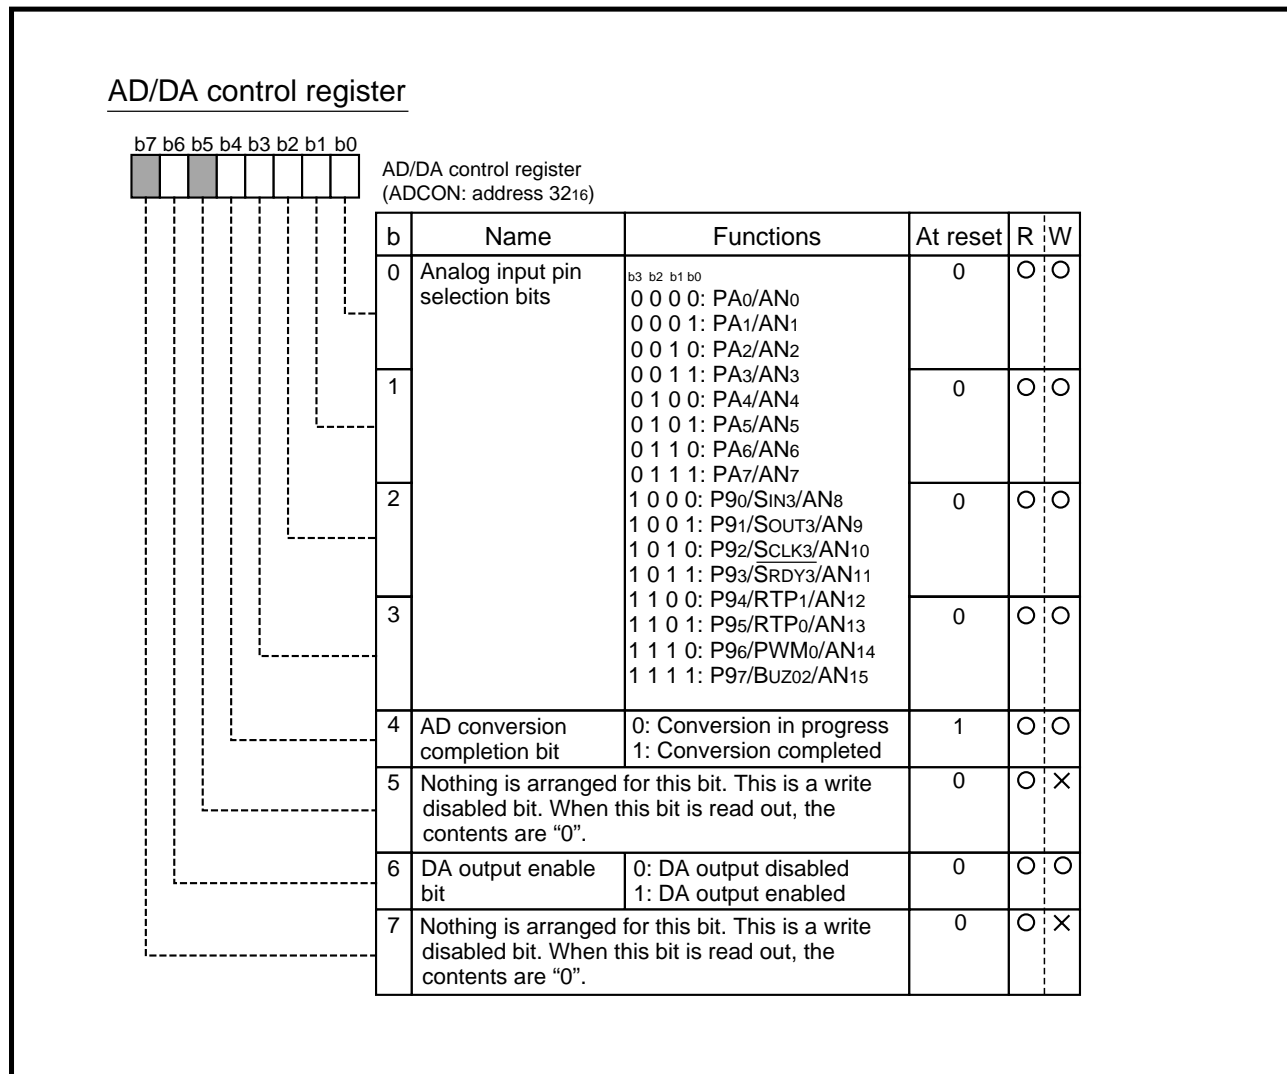 AD/DA control register
b7 b6 b5 b4 b3 b2 b1 b0
AD/DA control register
(ADCON: address 3216)
b Name Functions At reset R W
0 Analog input pin selection bits 0
b3 b2 b1 b0
0 0 0 0: PA0/AN0
0 0 0 1: PA1/AN1
0 0 1 0: PA2/AN2
0 0 1 1: PA3/AN3
1 0
0 1 0 0: PA4/AN4
0 1 0 1: PA5/AN5
0 1 1 0: PA6/AN6
0 1 1 1: PA7/AN7
2 0
1 0 0 0: P90/SIN3/AN8
1 0 0 1: P91/SOUT3/AN9
1 0 1 0: P92/SCLK3/AN10
1 0 1 1: P93/SRDY3/AN11
3 0
1 1 0 0: P94/RTP1/AN12
1 1 0 1: P95/RTP0/AN13
1 1 1 0: P96/PWM0/AN14
1 1 1 1: P97/BUZ02/AN15
4 AD conversion 0: Conversion in progress 1
completion bit 1: Conversion completed
5 Nothing is arranged for this bit. This is a write 0 ×
disabled bit. When this bit is read out, the
contents are “0”.
6 DA output enable 0: DA output disabled 0
bit 1: DA output enabled
7 Nothing is arranged for this bit. This is a write 0 ×
disabled bit. When this bit is read out, the
contents are “0”.